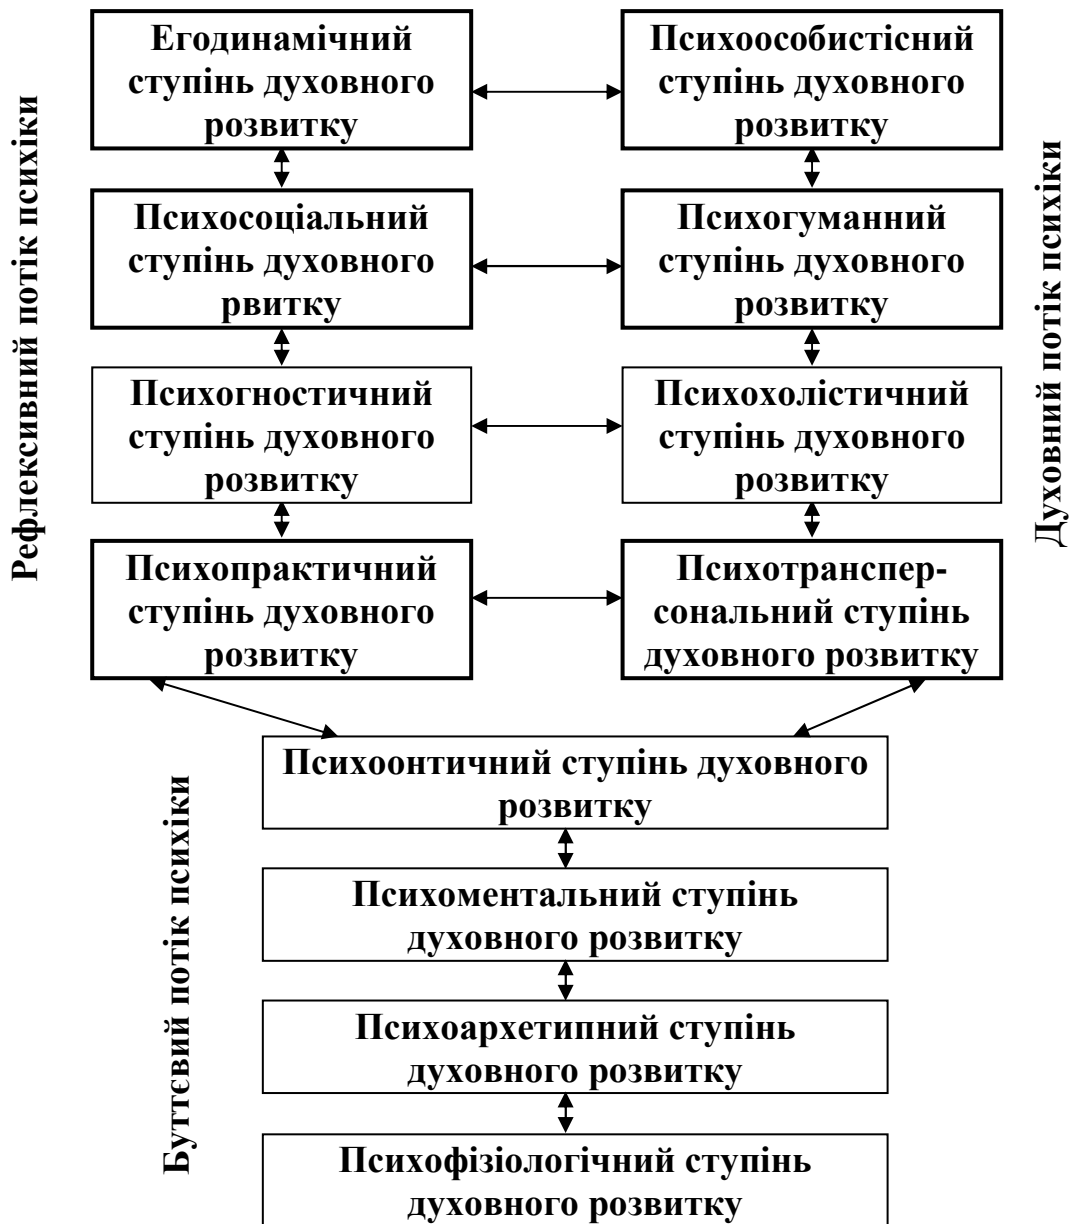 Рефлексивний потік психіки
Егодинамічний
ступінь духовного
розвитку
Психоособистісний
ступінь духовного
розвитку
Духовний потік психіки
Психосоціальний
ступінь духовного
рвитку
Психогуманний
ступінь духовного
розвитку
Психогностичний
ступінь духовного
розвитку
Психохолістичний
ступінь духовного
розвитку
Психопрактичний
ступінь духовного
розвитку
Психотранспер-
сональний ступінь
духовного розвитку
Буттєвий потік психіки
Психоонтичний ступінь духовного
розвитку
Психоментальний ступінь
духовного розвитку
Психоархетипний ступінь
духовного розвитку
Психофізіологічний ступінь
духовного розвитку